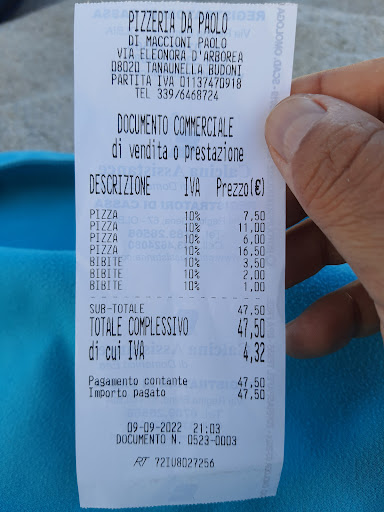 PIZZERIA DA PAOLO
DI MACCIONI PAOLO
VIA ELEONORA D'ARBOREA
08020 TANAUNELLA BUDONI
PARTITA IVA 01137470918
TEL 339/6468724
DOCUMENTO COMMERCIALE
di vendita o prestazione
DESCRIZIONE IVA Prezzo(€)
PIZZA 10% 7,50
PIZZA 10% 11,00
PIZZA 10% 6,00
PIZZA 10% 16,50
BIBITE 10% 3,50
BIBITE 10% 2,00
BIBITE 10% 1,00
SUB-TOTALE 47,50
TOTALE COMPLESSIVO 47,50
di cui IVA 4,32
Pagamento contante 47,50
Importo pagato 47,50
09-09-2022 21:03
DOCUMENTO N. 0523-0003
RT 72IU8027256